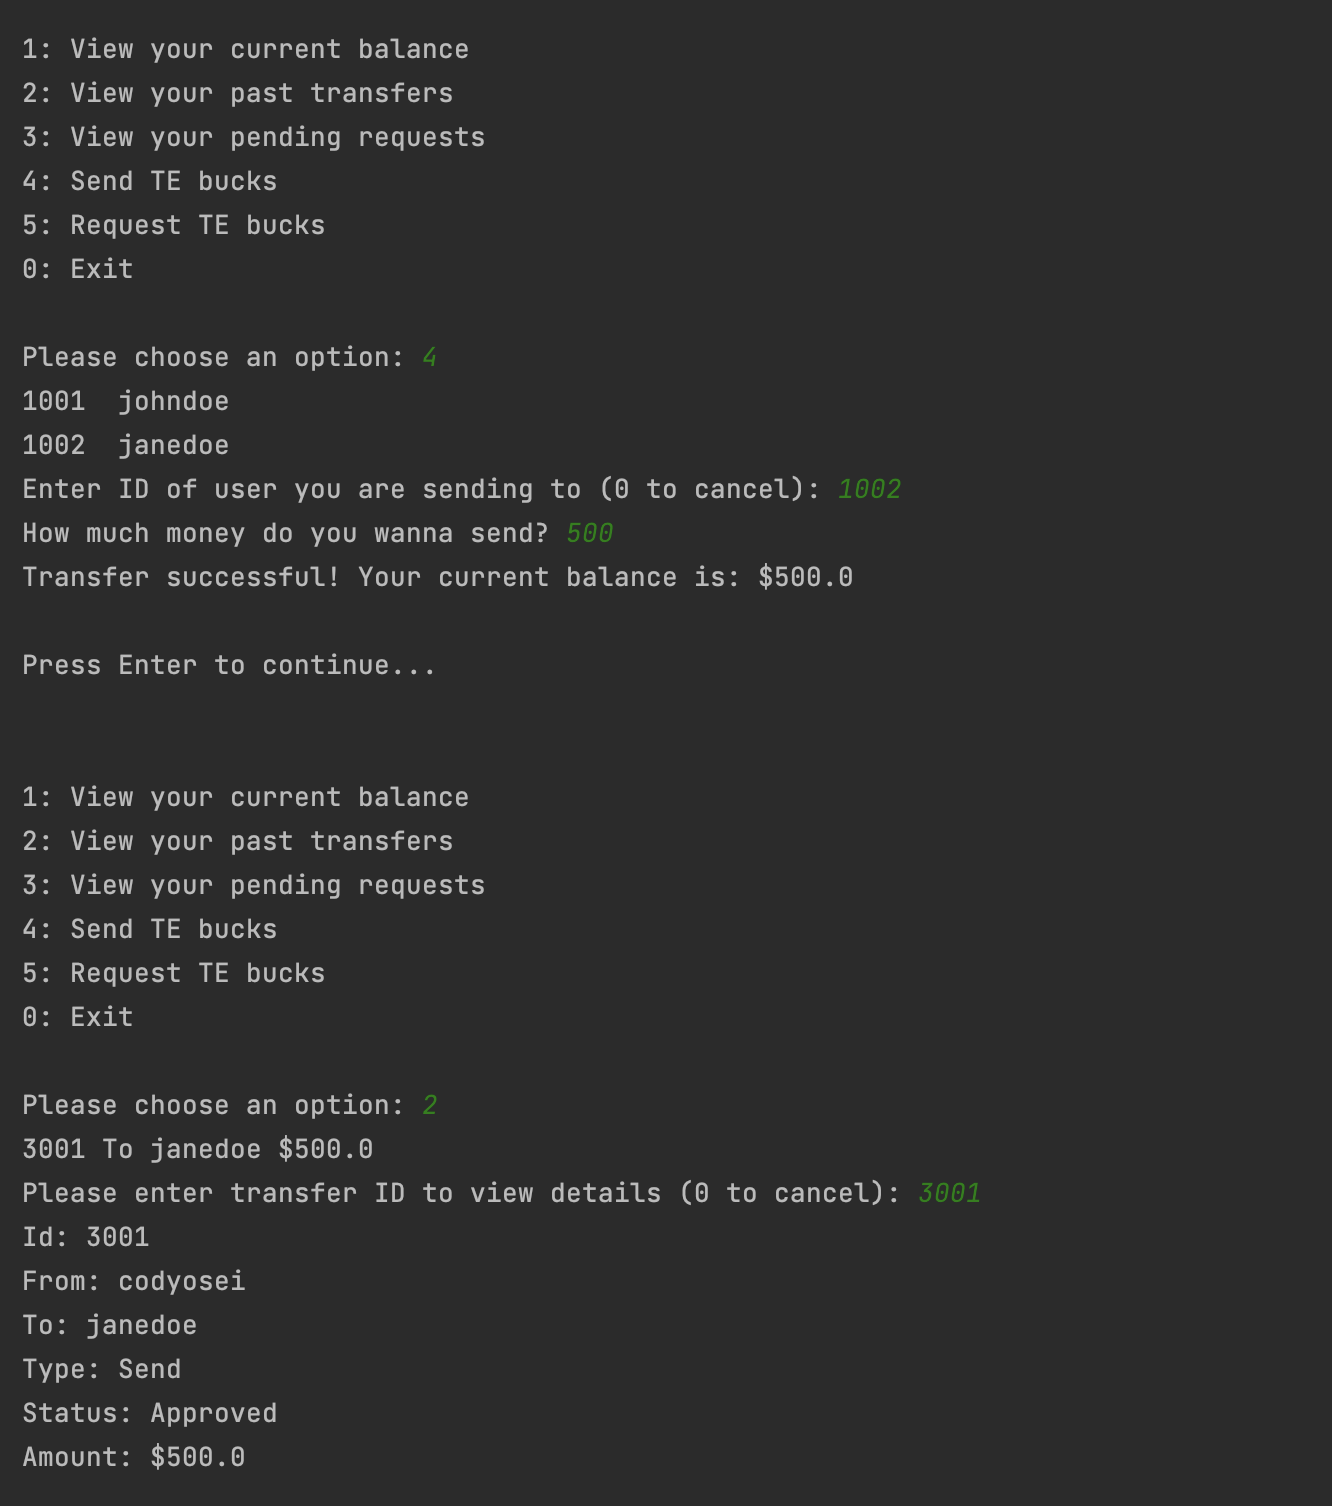 1: View your current balance
2: View your past transfers
3: View your pending requests
4: Send TE bucks
5: Request TE bucks
0: Exit
Please choose an option: 4
1001  johndoe
1002  janedoe
Enter ID of user you are sending to (0 to cancel): 1002
How much money do you wanna send? 500
Transfer successful! Your current balance is: $500.0
Press Enter to continue...
1: View your current balance
2: View your past transfers
3: View your pending requests
4: Send TE bucks
5: Request TE bucks
0: Exit
Please choose an option: 2
3001 To janedoe $500.0
Please enter transfer ID to view details (0 to cancel): 3001
Id: 3001
From: codyosei
To: janedoe
Type: Send
Status: Approved
Amount: $500.0